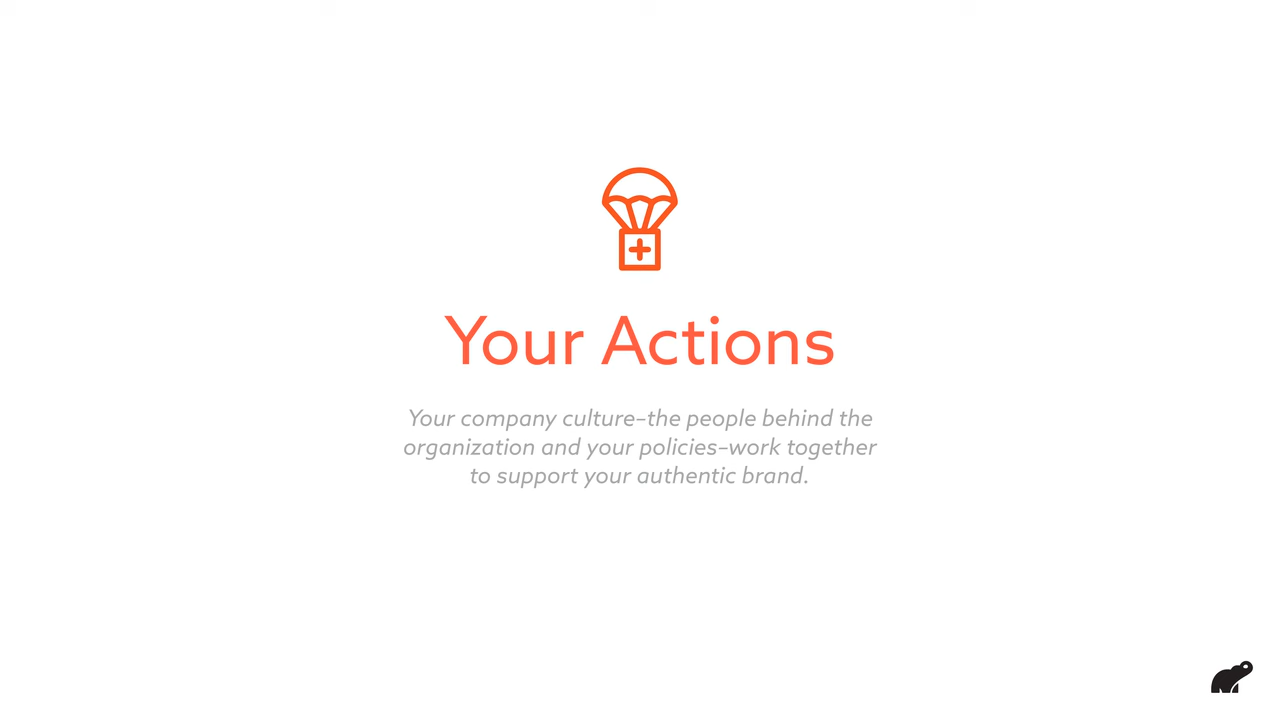 Your Actions
Your company culture–the people behind the
organization and your policies–work together
to support your authentic brand.